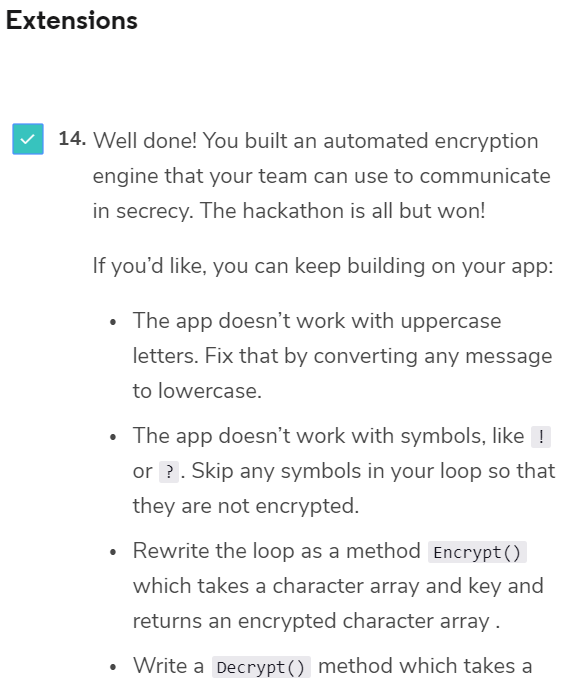 Extensions
14. Well done! You built an automated encryption
engine that your team can use to communicate
in secrecy. The hackathon is all but won!
If you’d like, you can keep building on your app:
• The app doesn’t work with uppercase
letters. Fix that by converting any message
to lowercase.
• The app doesn’t work with symbols, like !
or ?. Skip any symbols in your loop so that
they are not encrypted.
• Rewrite the loop as a method Encrypt()
which takes a character array and key and
returns an encrypted character array .
• Write a Decrypt() method which takes a